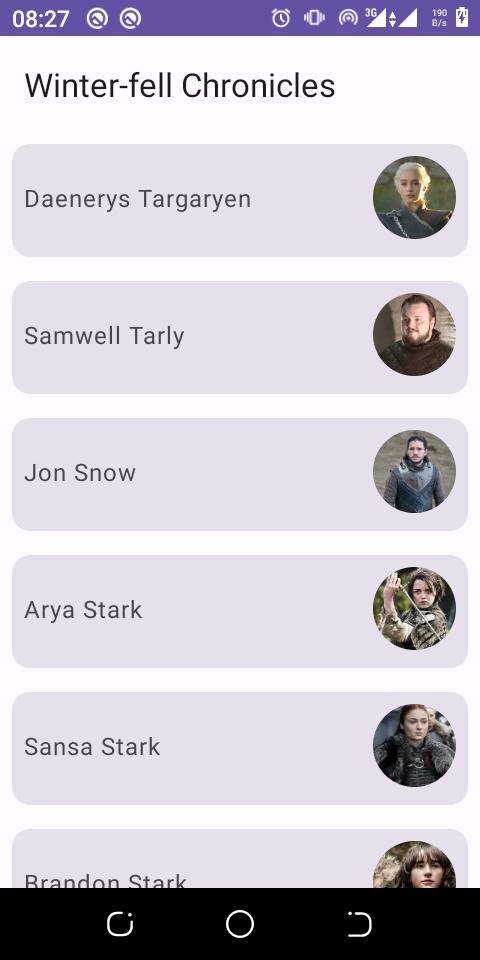 08:27
3G
190
B/s
Winter-fell Chronicles
Daenerys Targaryen
Samwell Tarly
Jon Snow
Arya Stark
Sansa Stark
Brandon Stark